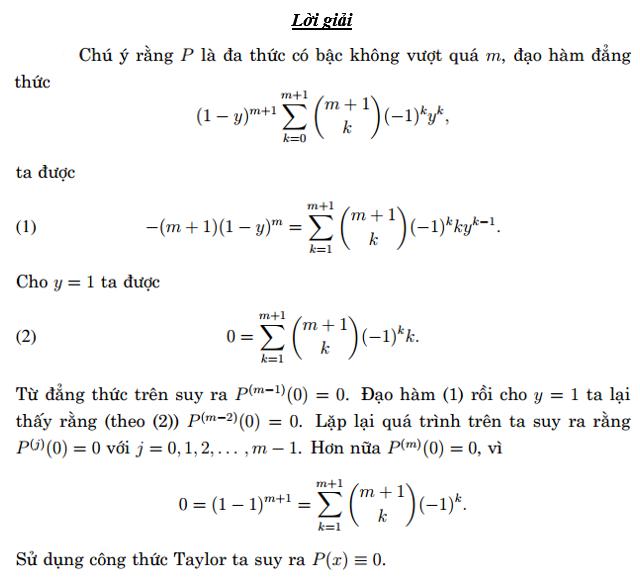 Lời giải
Chú ý rằng P là đa thức có bậc không vượt quá m, đạo hàm đẳng
thức
(1 − y)^{m+1} \sum_{k=0}^{m+1} \binom{m+1}{k} (−1)^k y^k,
ta được
(1) −(m + 1)(1 − y)^m = \sum_{k=1}^{m+1} \binom{m+1}{k} (−1)^k k y^{k−1}.
Cho y = 1 ta được
(2) 0 = \sum_{k=1}^{m+1} \binom{m+1}{k} (−1)^k k.
Từ đẳng thức trên suy ra P^{(m−1)}(0) = 0. Đạo hàm (1) rồi cho y = 1 ta lại
thấy rằng (theo (2)) P^{(m−2)}(0) = 0. Lặp lại quá trình trên ta suy ra rằng
P^{(j)}(0) = 0 với j = 0, 1, 2, . . . , m − 1. Hơn nữa P^{(m)}(0) = 0, vì
0 = (1 − 1)^{m+1} = \sum_{k=1}^{m+1} \binom{m+1}{k} (−1)^k.
Sử dụng công thức Taylor ta suy ra P(x) ≡ 0.